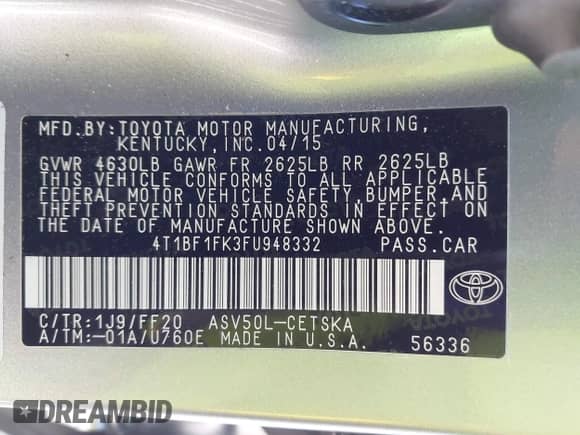 MFD.BY:TOYOTA MOTOR MANUFACTURING,
KENTUCKY,INC.04/15
GVWR 4630LB GAWR FR 2625LB RR 2625LB
THIS VEHICLE CONFORMS TO ALL APPLICABLE
FEDERAL MOTOR VEHICLE SAFETY,BUMPER,AND
THEFT PREVENTION STANDARDS IN EFFECT ON
THE DATE OF MANUFACTURE SHOWN ABOVE.
4T1BF1FK3FU948332 PASS.CAR
C/TR:1J9/FF20 ASV50L-CETSKA
A/TM:-01A/U760E MADE IN U.S.A. 56336
DREAMBID